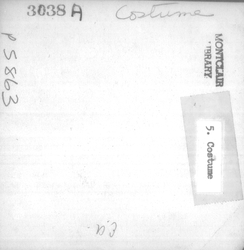 3038 A
Costume
MONTCLAIR
LIBRARY
P5863
5. Costume